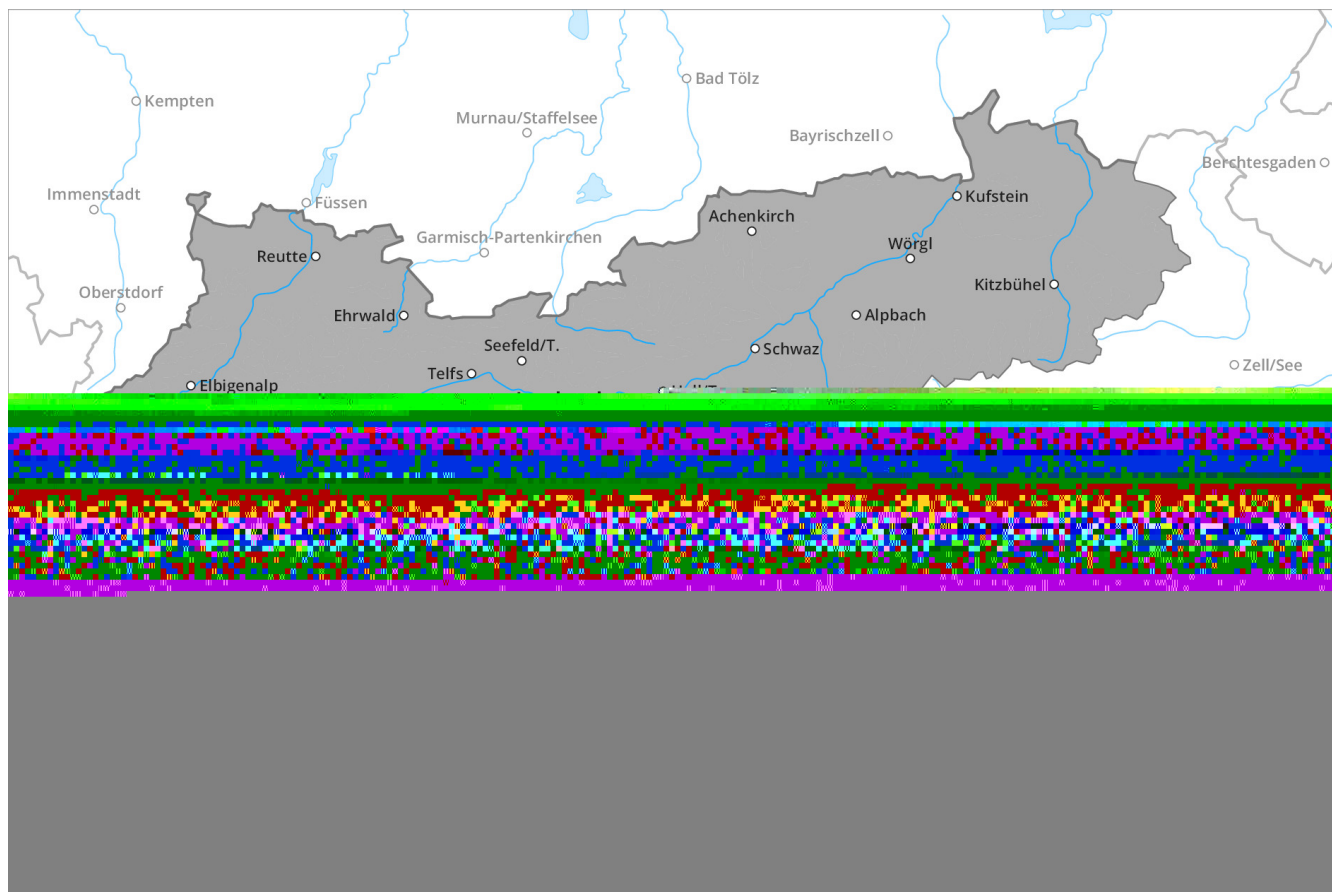 Bad Tölz
Kempten
Murnau/Staffelsee
Bayrischzell
Berchtesgaden
Immenstadt
Kufstein
Füssen
Achenkirch
Garmisch-Partenkirchen
Wörgl
Reutte
Kitzbühel
Oberstdorf
Ehrwald
Alpbach
Seefeld/T.
Schwaz
Zell/See
Telfs
Elbigenalp